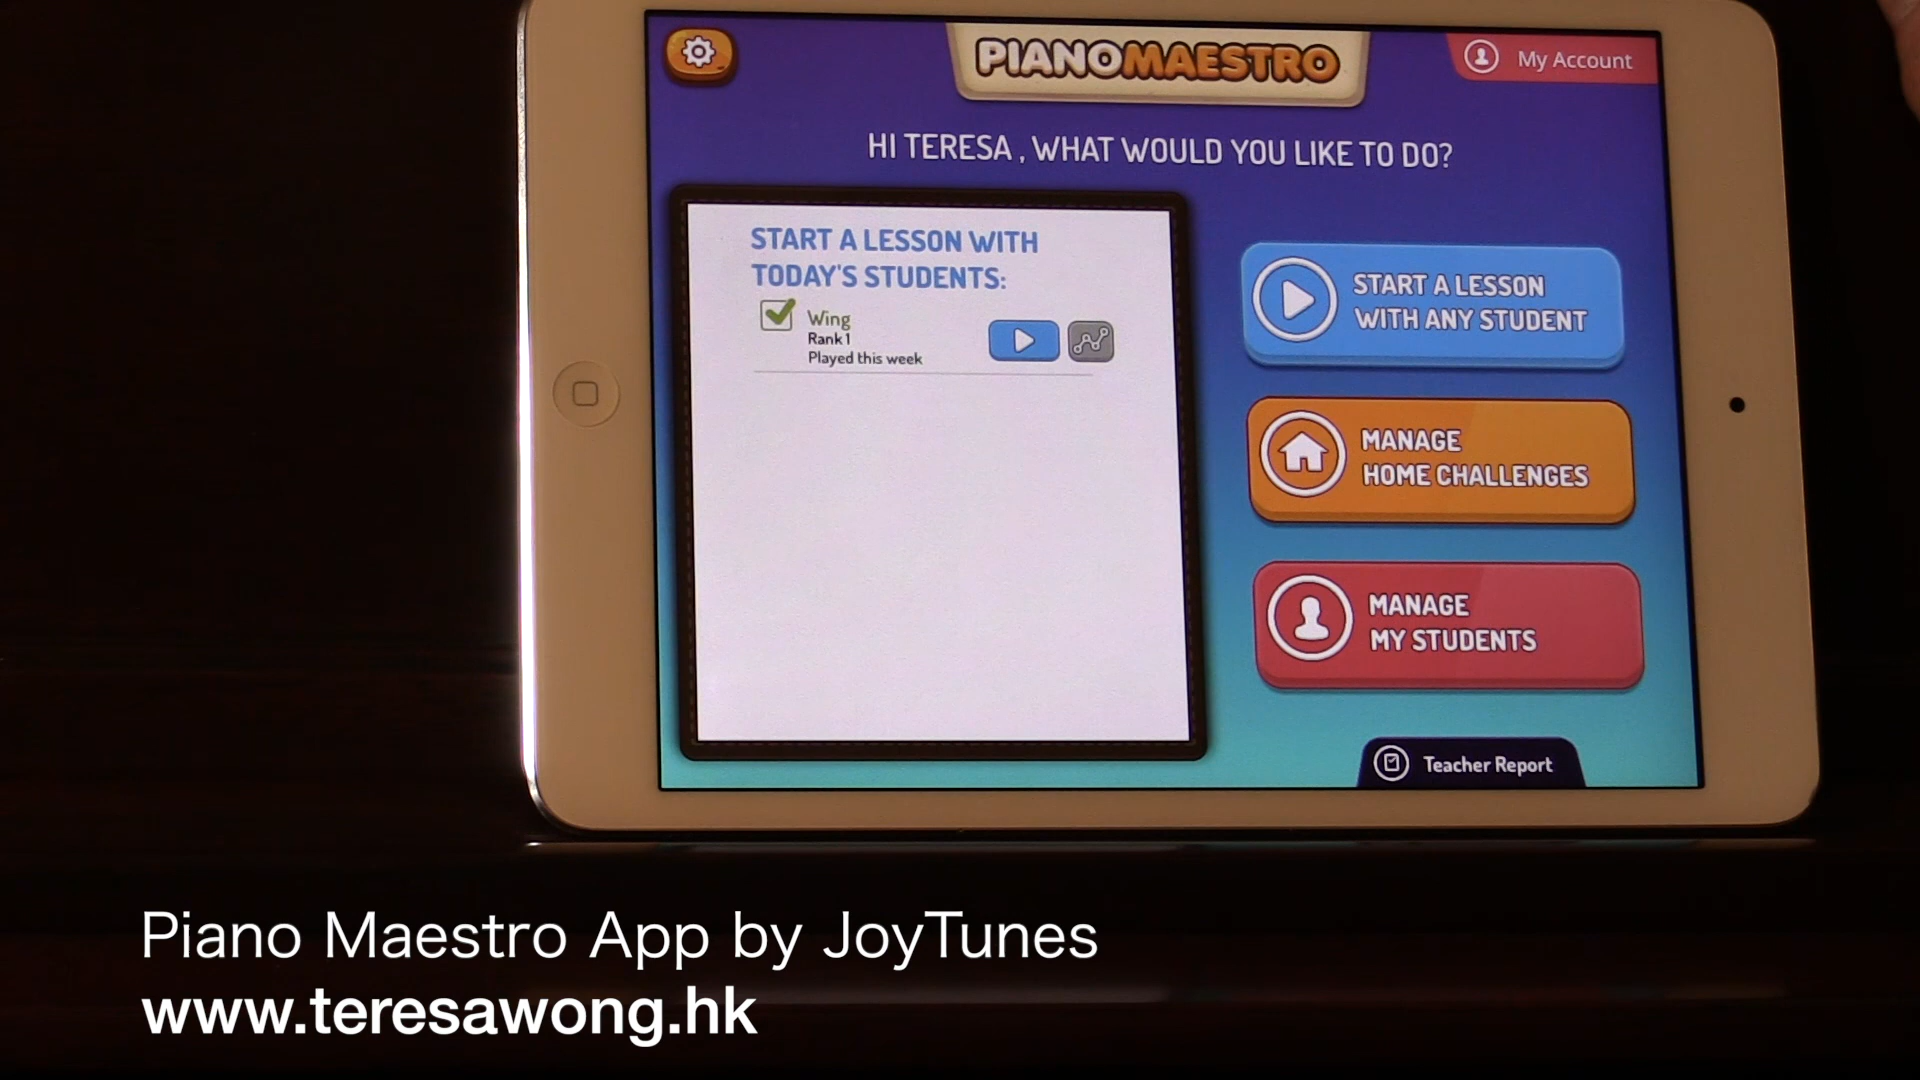 PIANOMAESTRO
My Account
HI TERESA , WHAT WOULD YOU LIKE TO DO?
START A LESSON WITH
TODAY'S STUDENTS:
Wing
Rank 1
Played this week
START A LESSON
WITH ANY STUDENT
MANAGE
HOME CHALLENGES
MANAGE
MY STUDENTS
Teacher Report
Piano Maestro App by JoyTunes
www.teresawong.hk